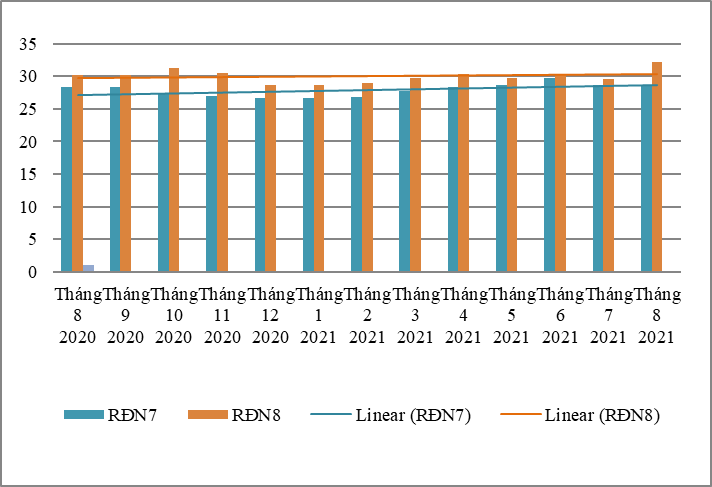 35
30
25
20
15
10
5
0
Tháng Tháng Tháng Tháng Tháng Tháng Tháng Tháng Tháng Tháng Tháng Tháng Tháng
8 9 10 11 12 1 2 3 4 5 6 7 8
2020 2020 2020 2020 2020 2021 2021 2021 2021 2021 2021 2021 2021
RĐN7 RĐN8 Linear (RĐN7) Linear (RĐN8)